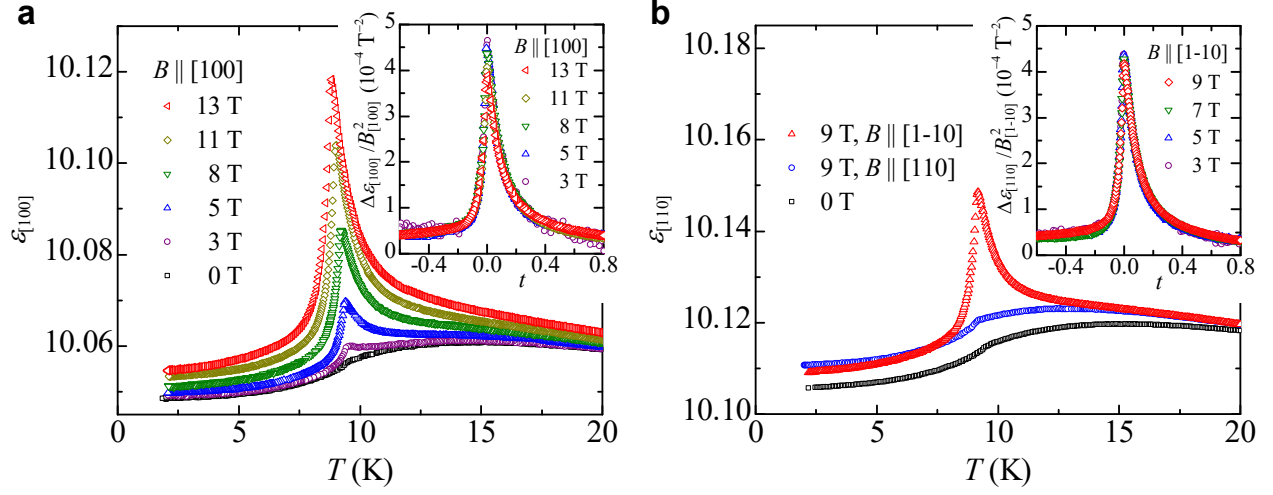 a
ε[100]
10.12
10.10
10.08
10.06
0
5
10
15
20
T (K)
B || [100]
13 T
11 T
8 T
5 T
3 T
0 T
Δε[100]/B²[100] (10⁻⁴ T⁻²)
5
4
3
2
1
0
-0.4
0.0
0.4
0.8
t
B || [100]
13 T
11 T
8 T
5 T
3 T
b
ε[110]
10.18
10.16
10.14
10.12
10.10
0
5
10
15
20
T (K)
9 T, B || [1-10]
9 T, B || [110]
0 T
Δε[110]/B²[1-10] (10⁻⁴ T⁻²)
5
4
3
2
1
0
-0.4
0.0
0.4
0.8
t
B || [1-10]
9 T
7 T
5 T
3 T